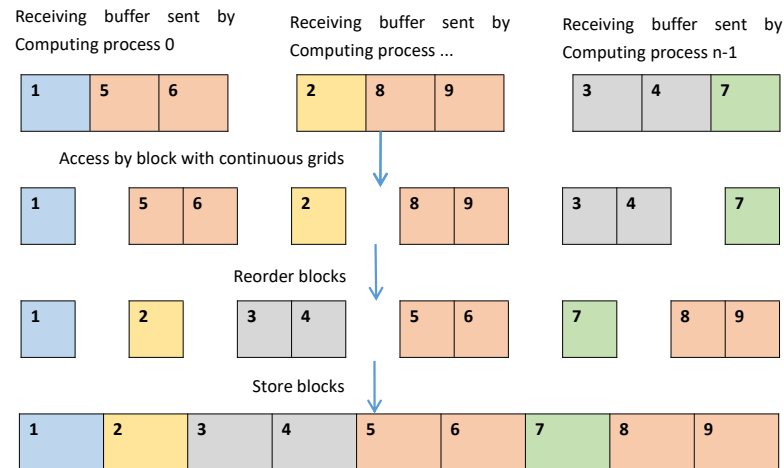 Receiving buffer sent by
Computing process 0
Receiving buffer sent by
Computing process ...
Receiving buffer sent by
Computing process n-1
1 5 6
2 8 9
3 4 7
Access by block with continuous grids
1 5 6 2 8 9 3 4 7
Reorder blocks
1 2 3 4 5 6 7 8 9
Store blocks
1 2 3 4 5 6 7 8 9